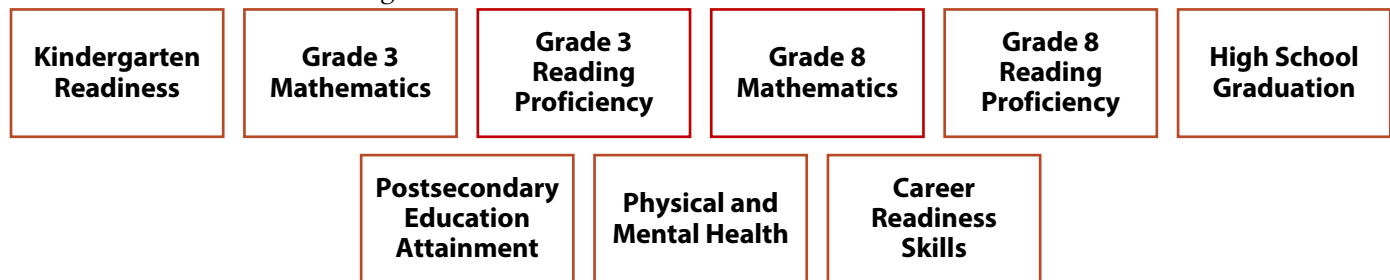 Kindergarten
Readiness
Grade 3
Mathematics
Grade 3
Reading
Proficiency
Grade 8
Mathematics
Grade 8
Reading
Proficiency
High School
Graduation
Postsecondary
Education
Attainment
Physical and
Mental Health
Career
Readiness
Skills